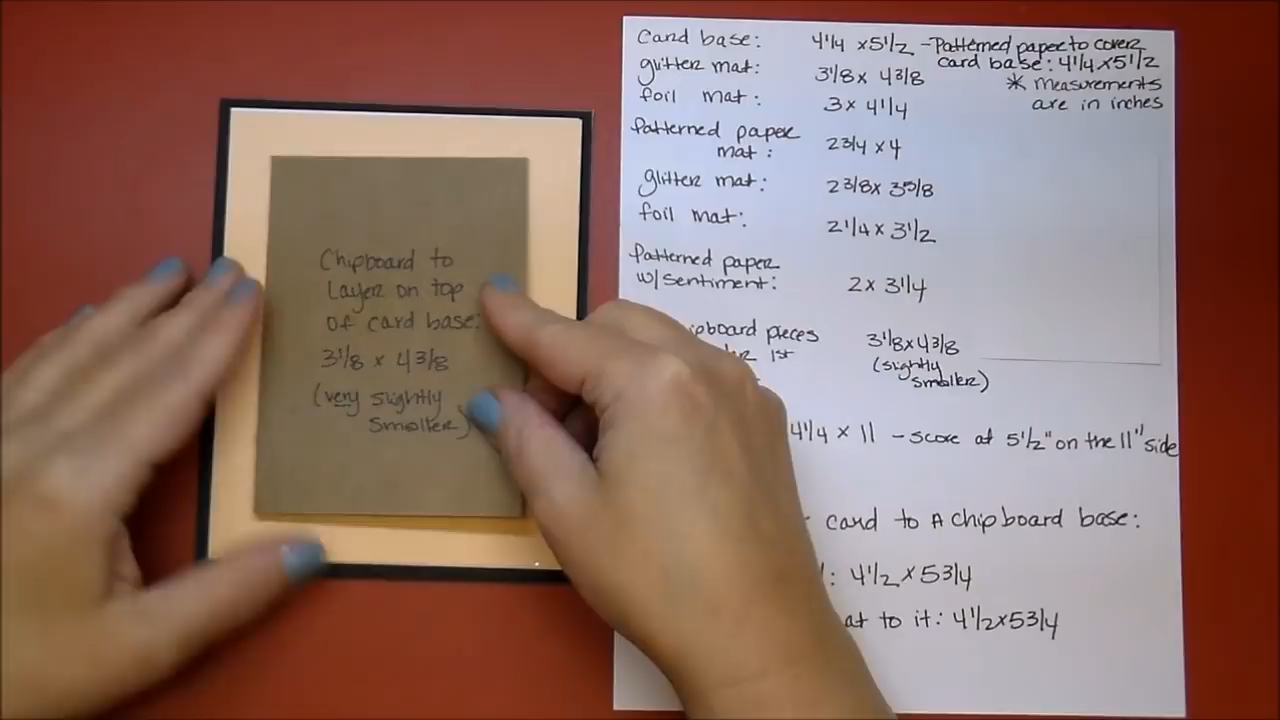 Chipboard to
Layer on top
of card base:
3 1/8 x 4 3/8
(very slightly
smaller)
Card base: 4 1/4 x 5 1/2 - Patterned paper to cover
card base: 4 1/4 x 5 1/2
glitter mat: 3 1/8 x 4 3/8
* measurements
are in inches
foil mat: 3 x 4 1/4
Patterned paper
mat: 2 3/4 x 4
glitter mat: 2 3/8 x 3 5/8
foil mat: 2 1/4 x 3 1/2
Patterned paper
w/sentiment: 2 x 3 1/4
pieces 3 1/8 x 4 3/8
1st (slightly
smaller)
4 1/4 x 11 - score at 5 1/2" on the 11" side
card to A chipboard base:
4 1/2 x 5 3/4
to it: 4 1/2 x 5 3/4